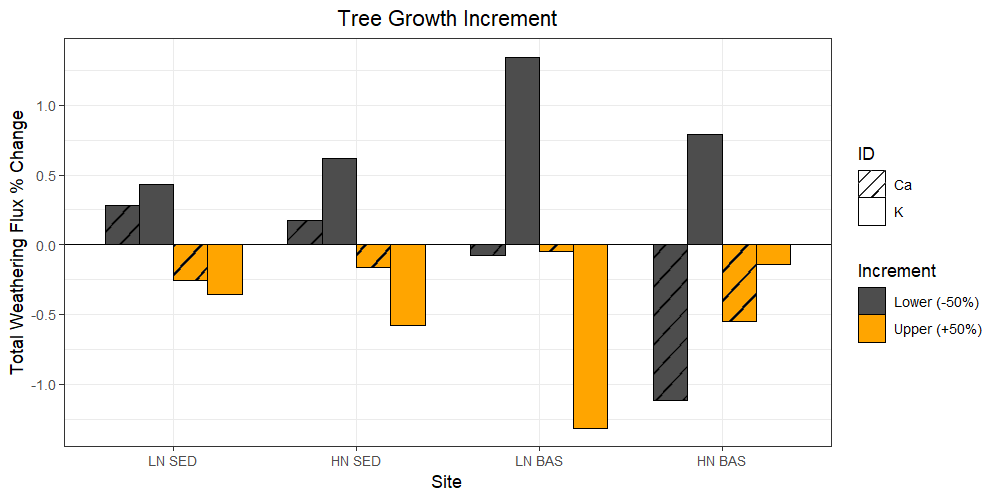 Tree Growth Increment
Total Weathering Flux % Change
1.0
0.5
0.0
-0.5
-1.0
LN SED
HN SED
LN BAS
HN BAS
Site
ID
Ca
K
Increment
Lower (-50%)
Upper (+50%)